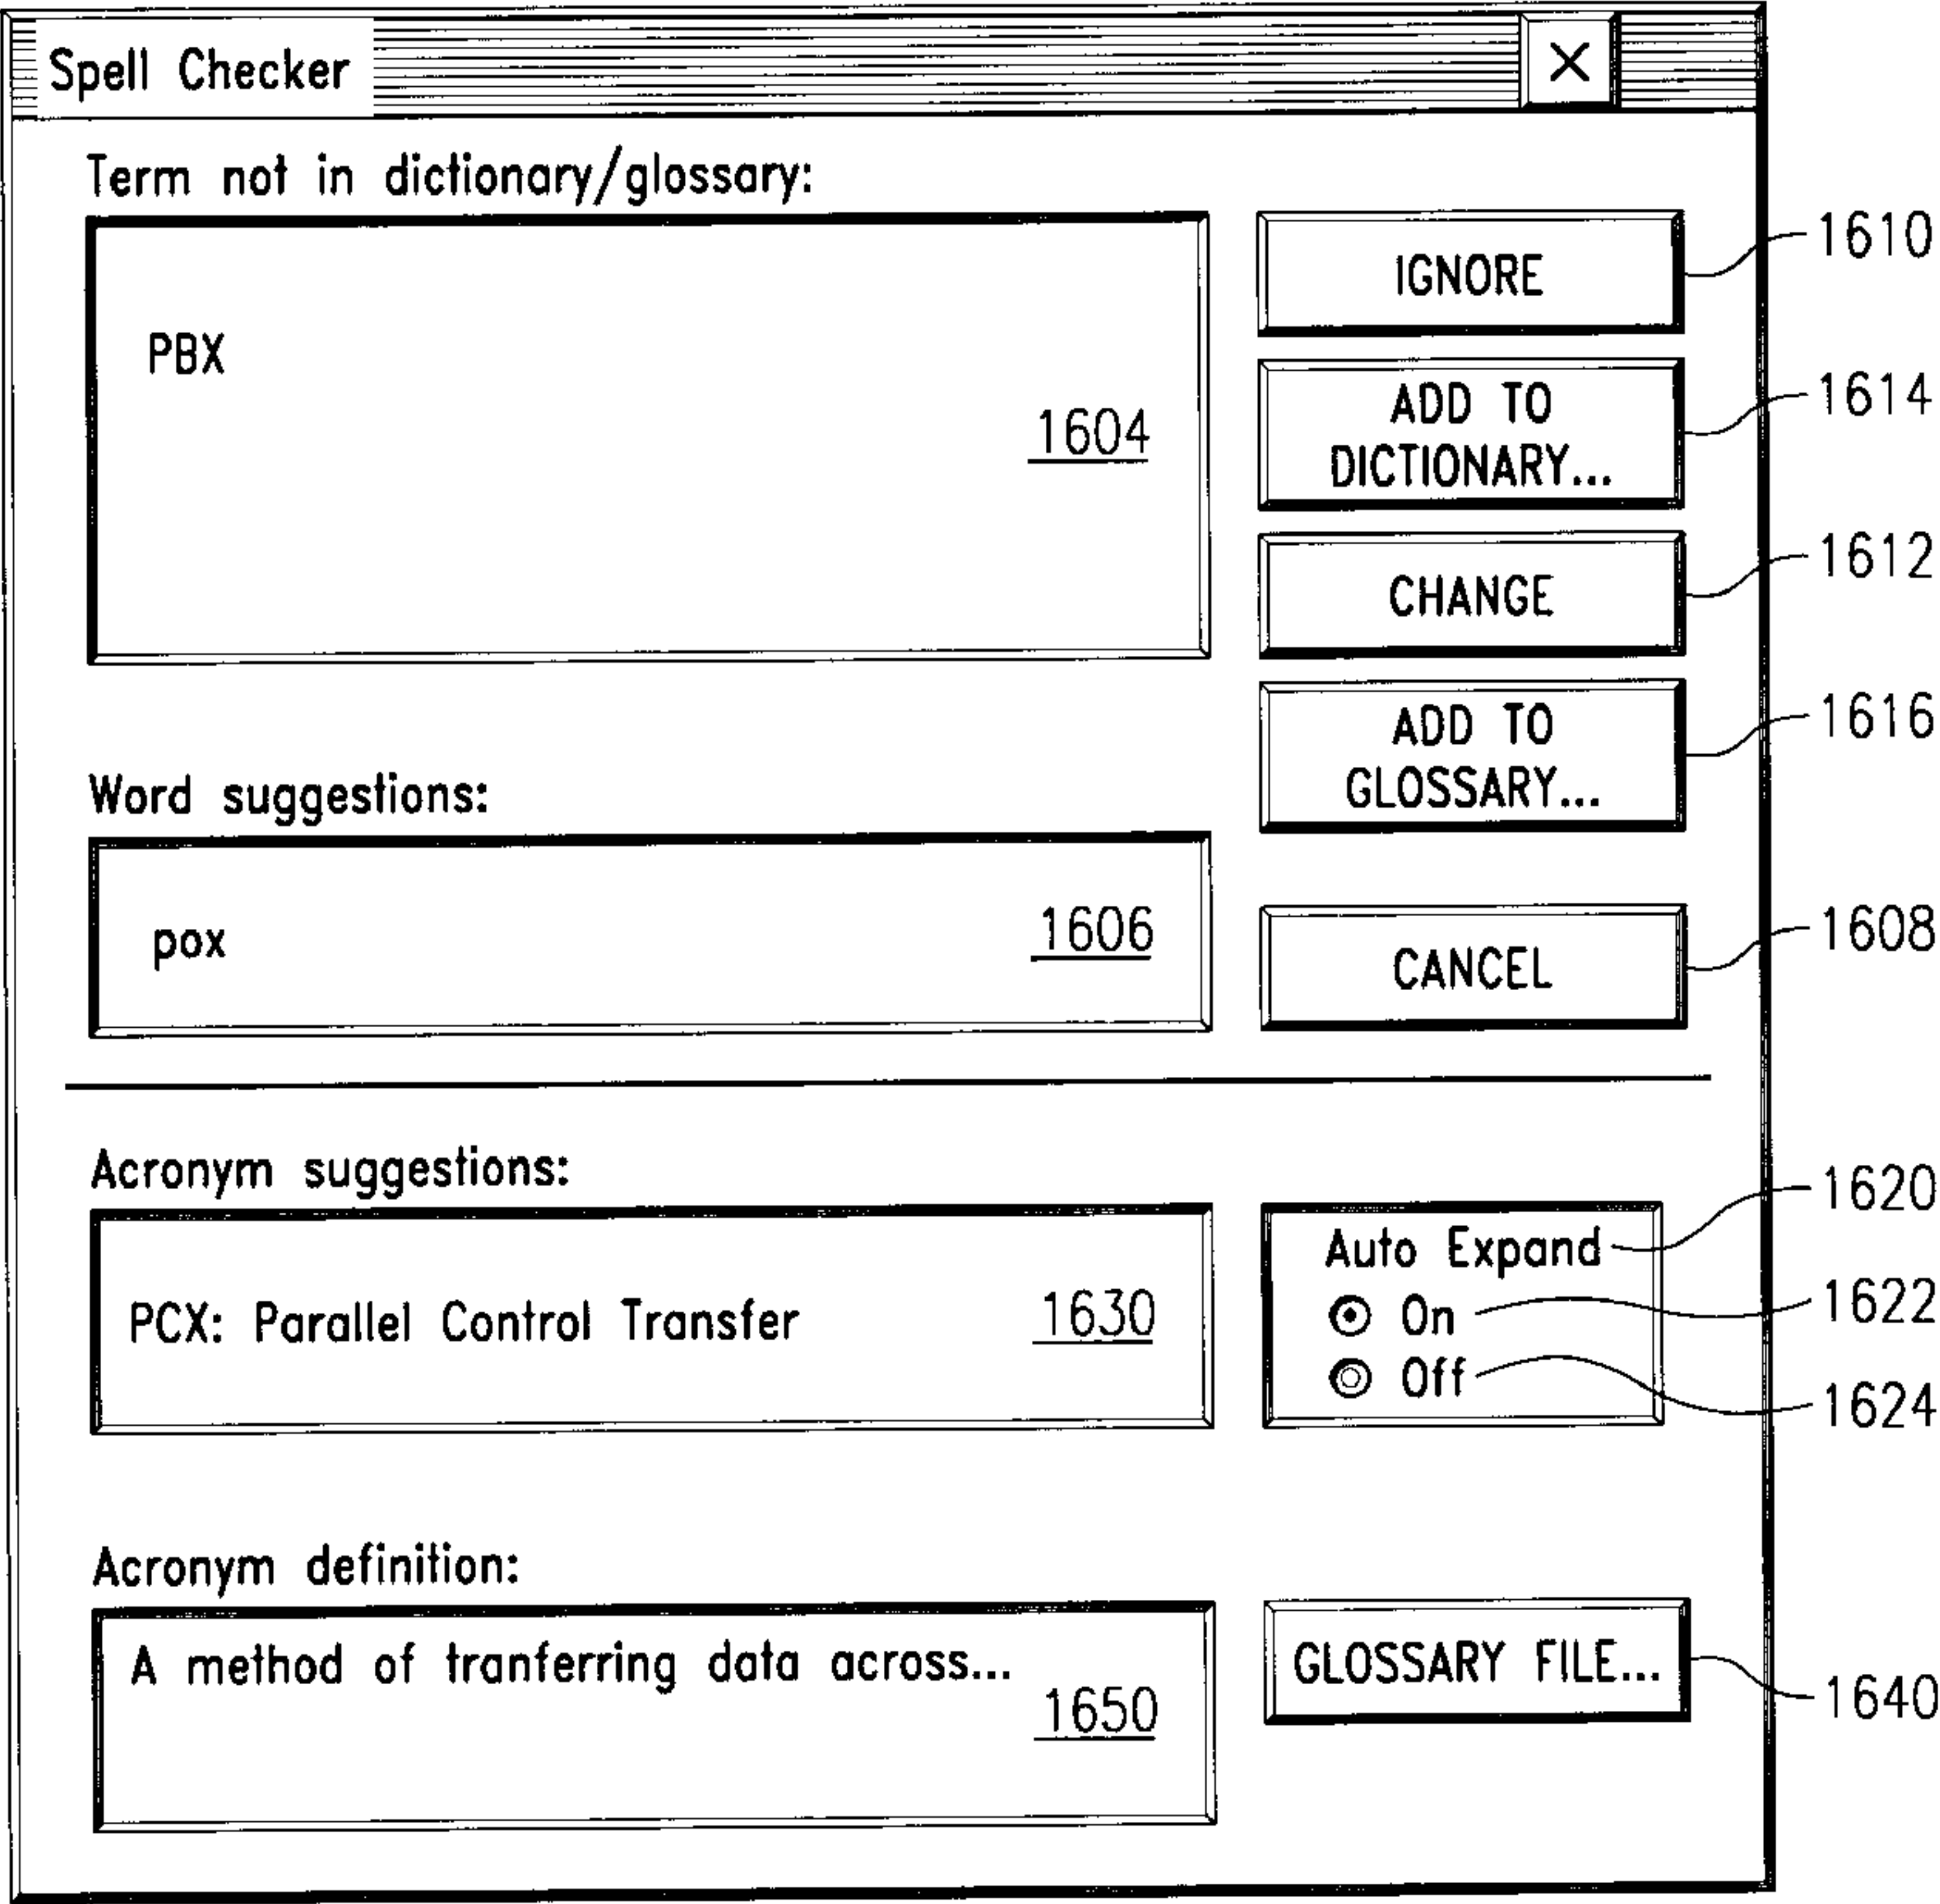 Spell Checker X
Term not in dictionary/glossary:
PBX
1604
IGNORE
1610
ADD TO
DICTIONARY...
1614
CHANGE
1612
ADD TO
GLOSSARY...
1616
Word suggestions:
pox
1606
CANCEL
1608
Acronym suggestions:
PCX: Parallel Control Transfer
1630
Auto Expand
1620
On
1622
Off
1624
Acronym definition:
A method of tranferring data across...
1650
GLOSSARY FILE...
1640